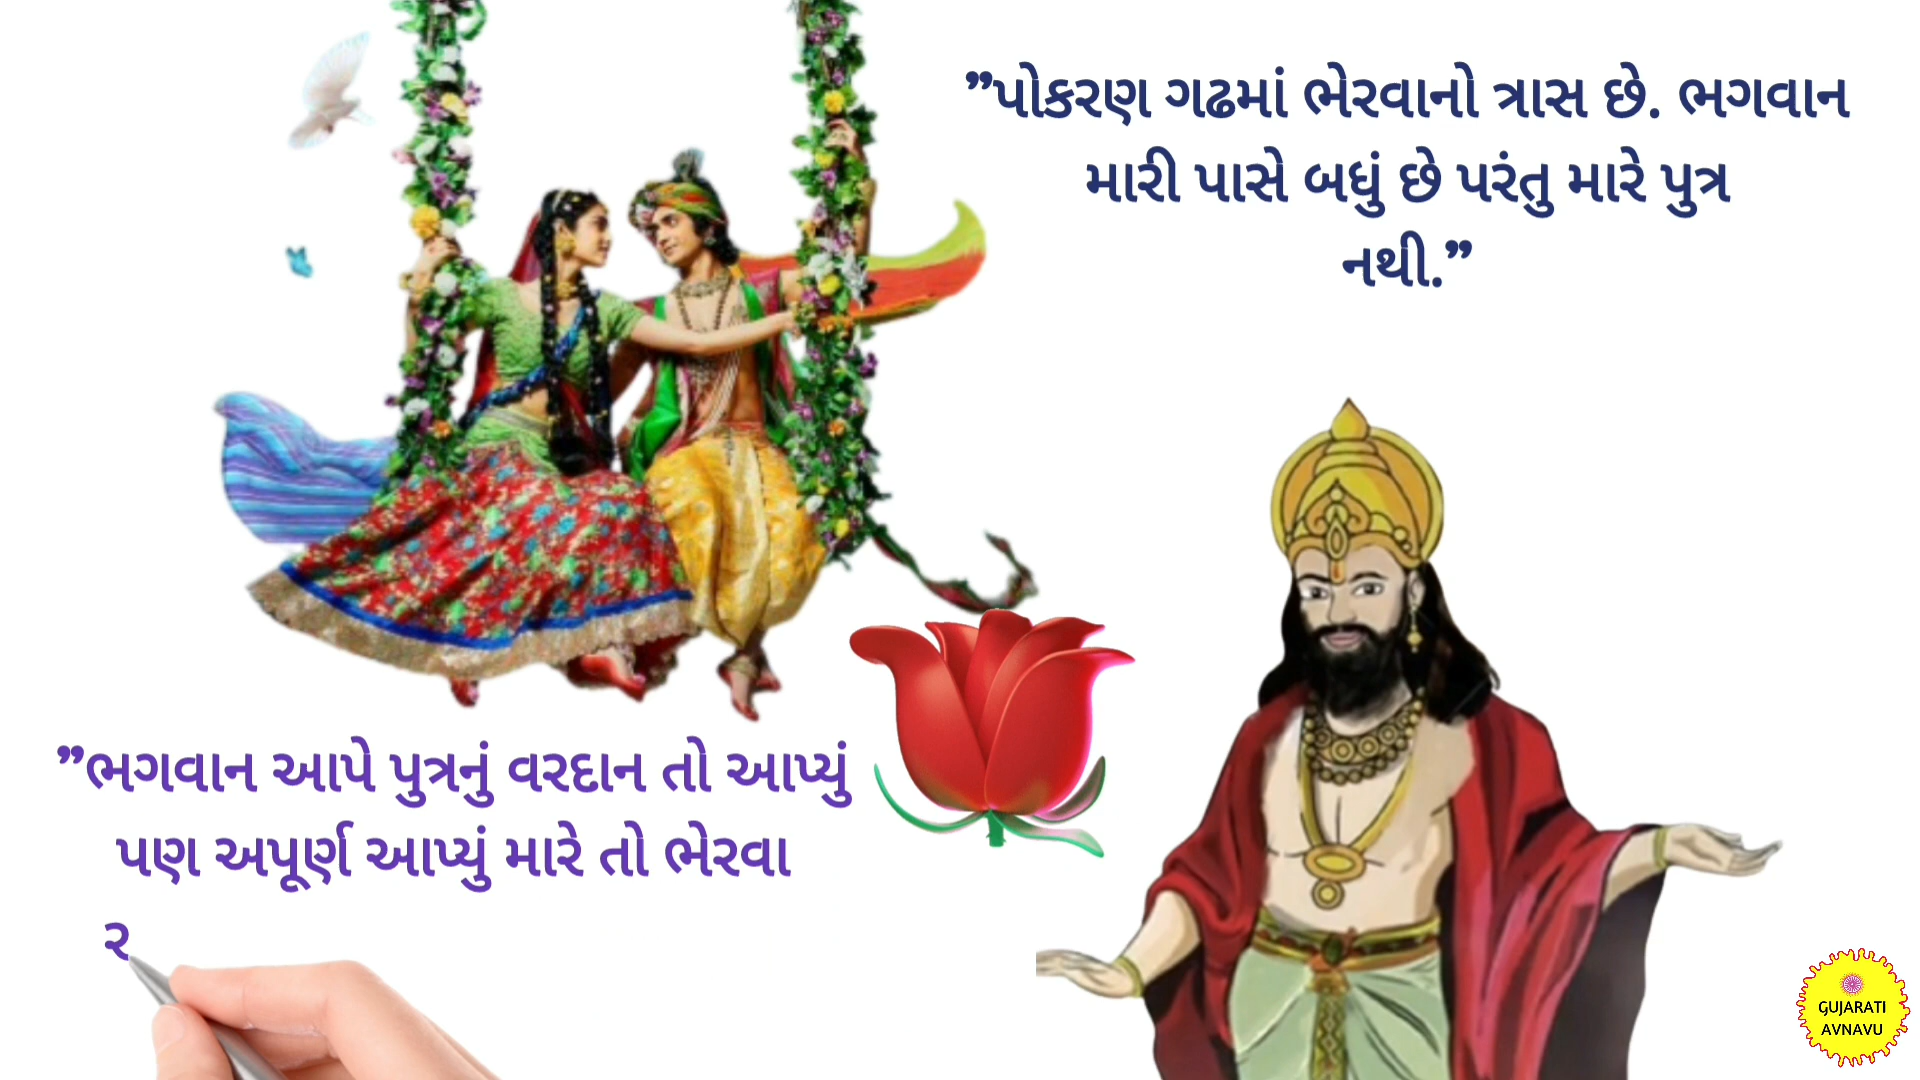 ”પોકરણ ગઢમાં ભેરવાનો ત્રાસ છે. ભગવાન
મારી પાસે બધું છે પરંતુ મારે પુત્ર
નથી.”
”ભગવાન આપે પુત્રનું વરદાન તો આપ્યું
પણ અપૂર્ણ આપ્યું મારે તો ભેરવા
ર
GUJARATI
AVNAVU